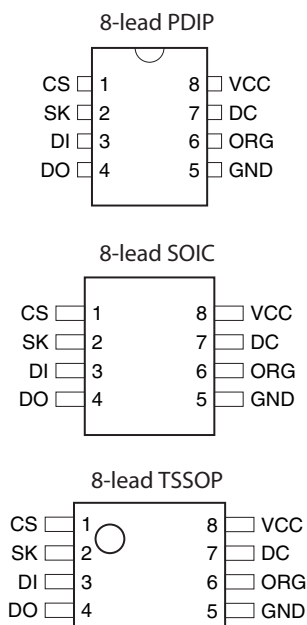 8-lead PDIP
CS 1 8 VCC
SK 2 7 DC
DI 3 6 ORG
DO 4 5 GND
8-lead SOIC
CS 1 8 VCC
SK 2 7 DC
DI 3 6 ORG
DO 4 5 GND
8-lead TSSOP
CS 1 8 VCC
SK 2 7 DC
DI 3 6 ORG
DO 4 5 GND